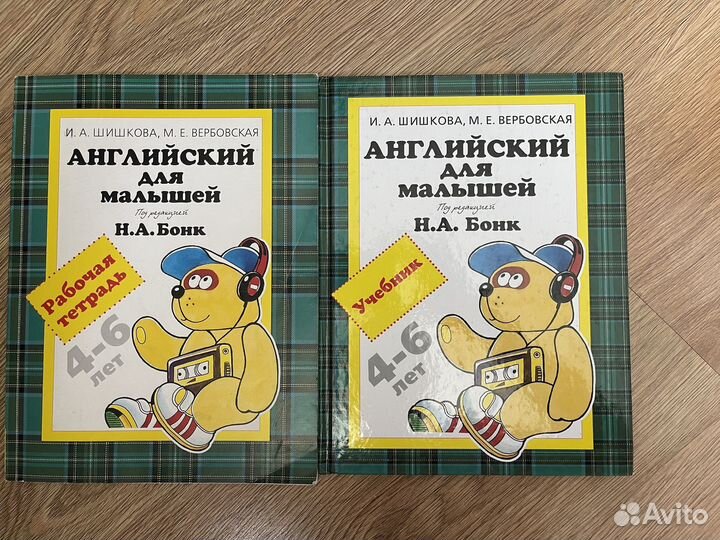 И. А. ШИШКОВА, М. Е. ВЕРБОВСКАЯ
АНГЛИЙСКИЙ
ДЛЯ
МАЛЫШЕЙ
Под редакцией
Н.А. Бонк
Рабочая
тетрадь
4-6
лет
И. А. ШИШКОВА, М. Е. ВЕРБОВСКАЯ
АНГЛИЙСКИЙ
ДЛЯ
МАЛЫШЕЙ
Под редакцией
Н.А. Бонк
Учебник
4-6
лет
Avito